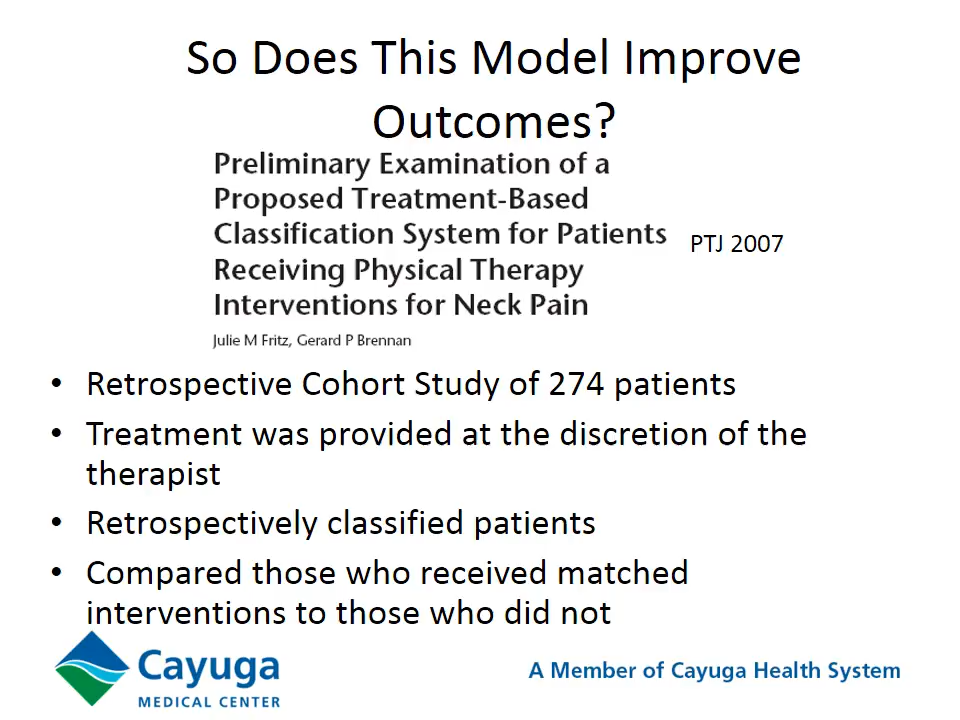 So Does This Model Improve
Outcomes?
Preliminary Examination of a
Proposed Treatment-Based
Classification System for Patients
Receiving Physical Therapy
Interventions for Neck Pain
PTJ 2007
Julie M Fritz, Gerard P Brennan
• Retrospective Cohort Study of 274 patients
• Treatment was provided at the discretion of the
therapist
• Retrospectively classified patients
• Compared those who received matched
interventions to those who did not
Cayuga
MEDICAL CENTER
A Member of Cayuga Health System